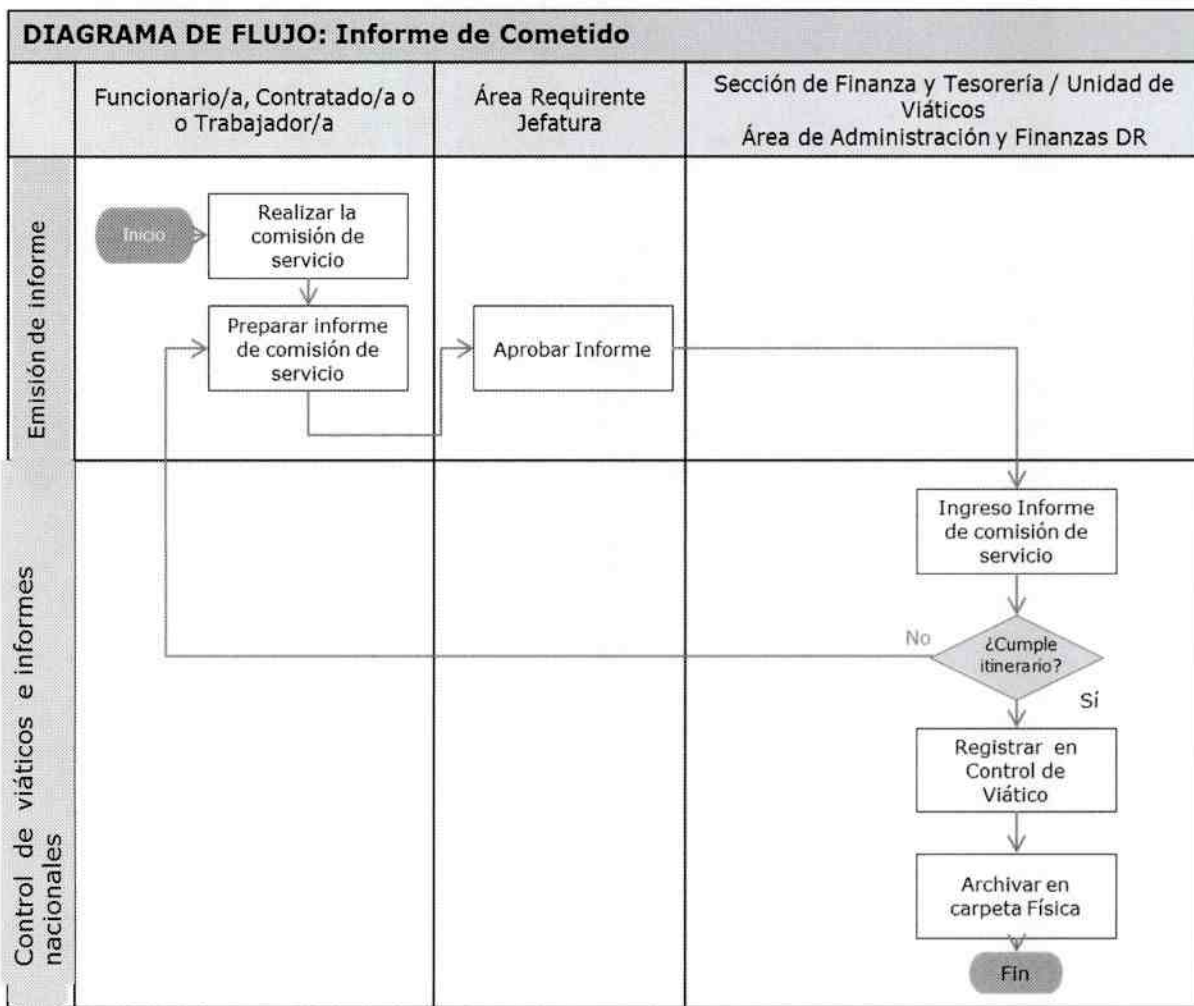 DIAGRAMA DE FLUJO: Informe de Cometido
Funcionario/a, Contratado/a o
o Trabajador/a
Área Requirente
Jefatura
Sección de Finanza y Tesorería / Unidad de
Viáticos
Área de Administración y Finanzas DR
Emisión de informe
Inicio
Realizar la
comisión de
servicio
Preparar informe
de comisión de
servicio
Aprobar Informe
Control de viáticos e informes
nacionales
Ingreso Informe
de comisión de
servicio
No
¿Cumple
itinerario?
Sí
Registrar en
Control de
Viático
Archivar en
carpeta Física
Fin